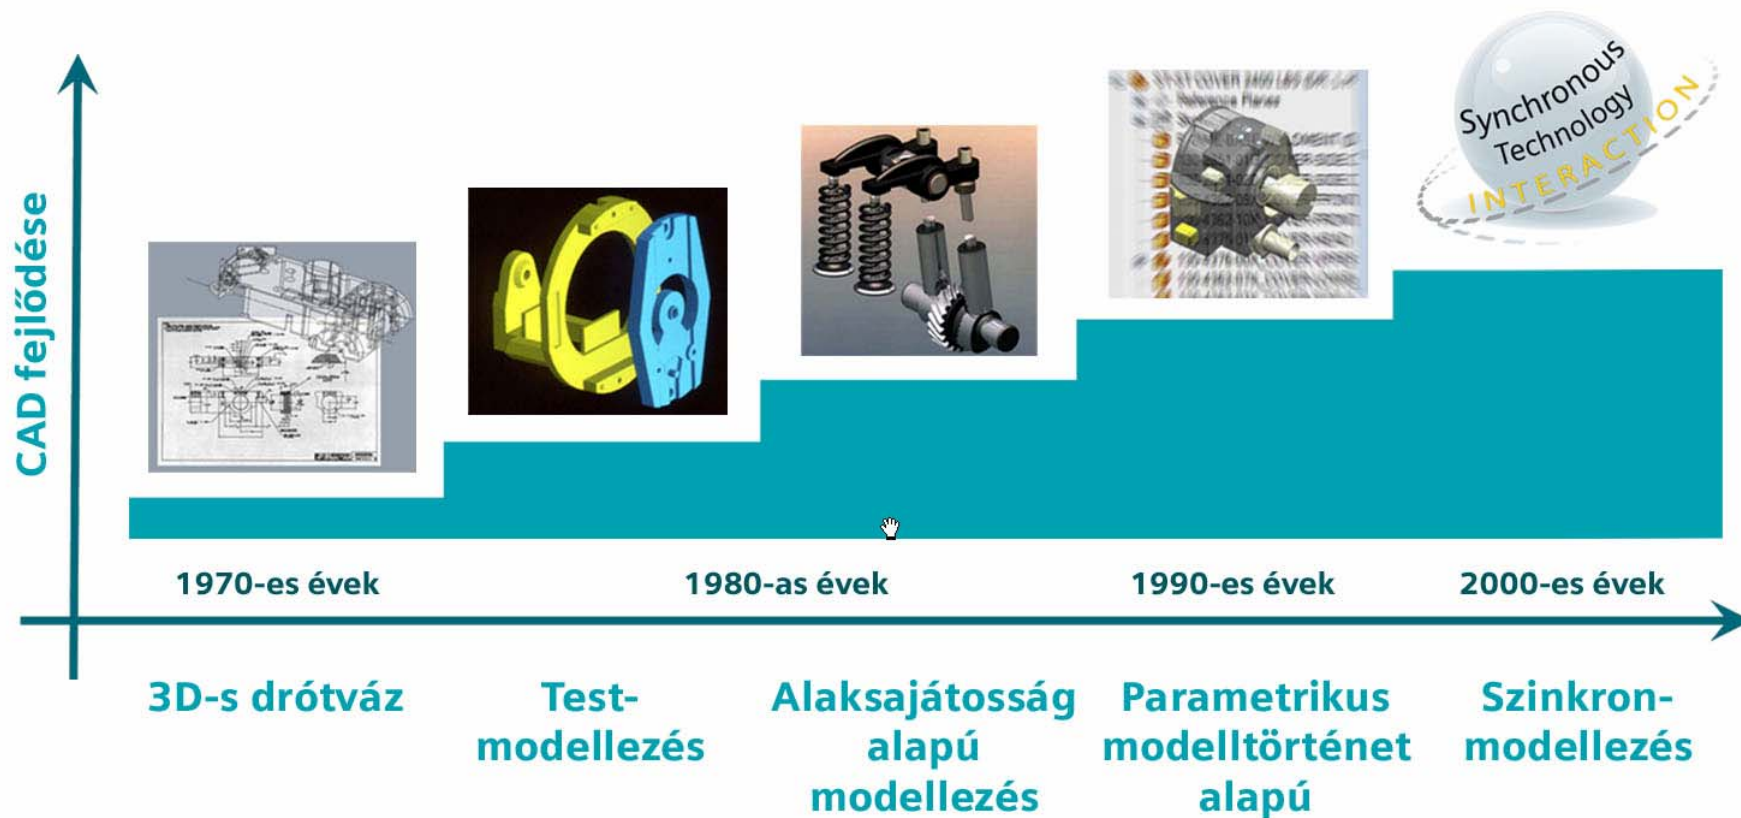 Synchronous
Technology
INTERACTION
CAD fejlődése
1970-es évek
1980-as évek
1990-es évek
2000-es évek
3D-s drótváz
Test-
modellezés
Alaksajátosság
alapú
modellezés
Parametrikus
modelltörténet
alapú
Szinkron-
modellezés